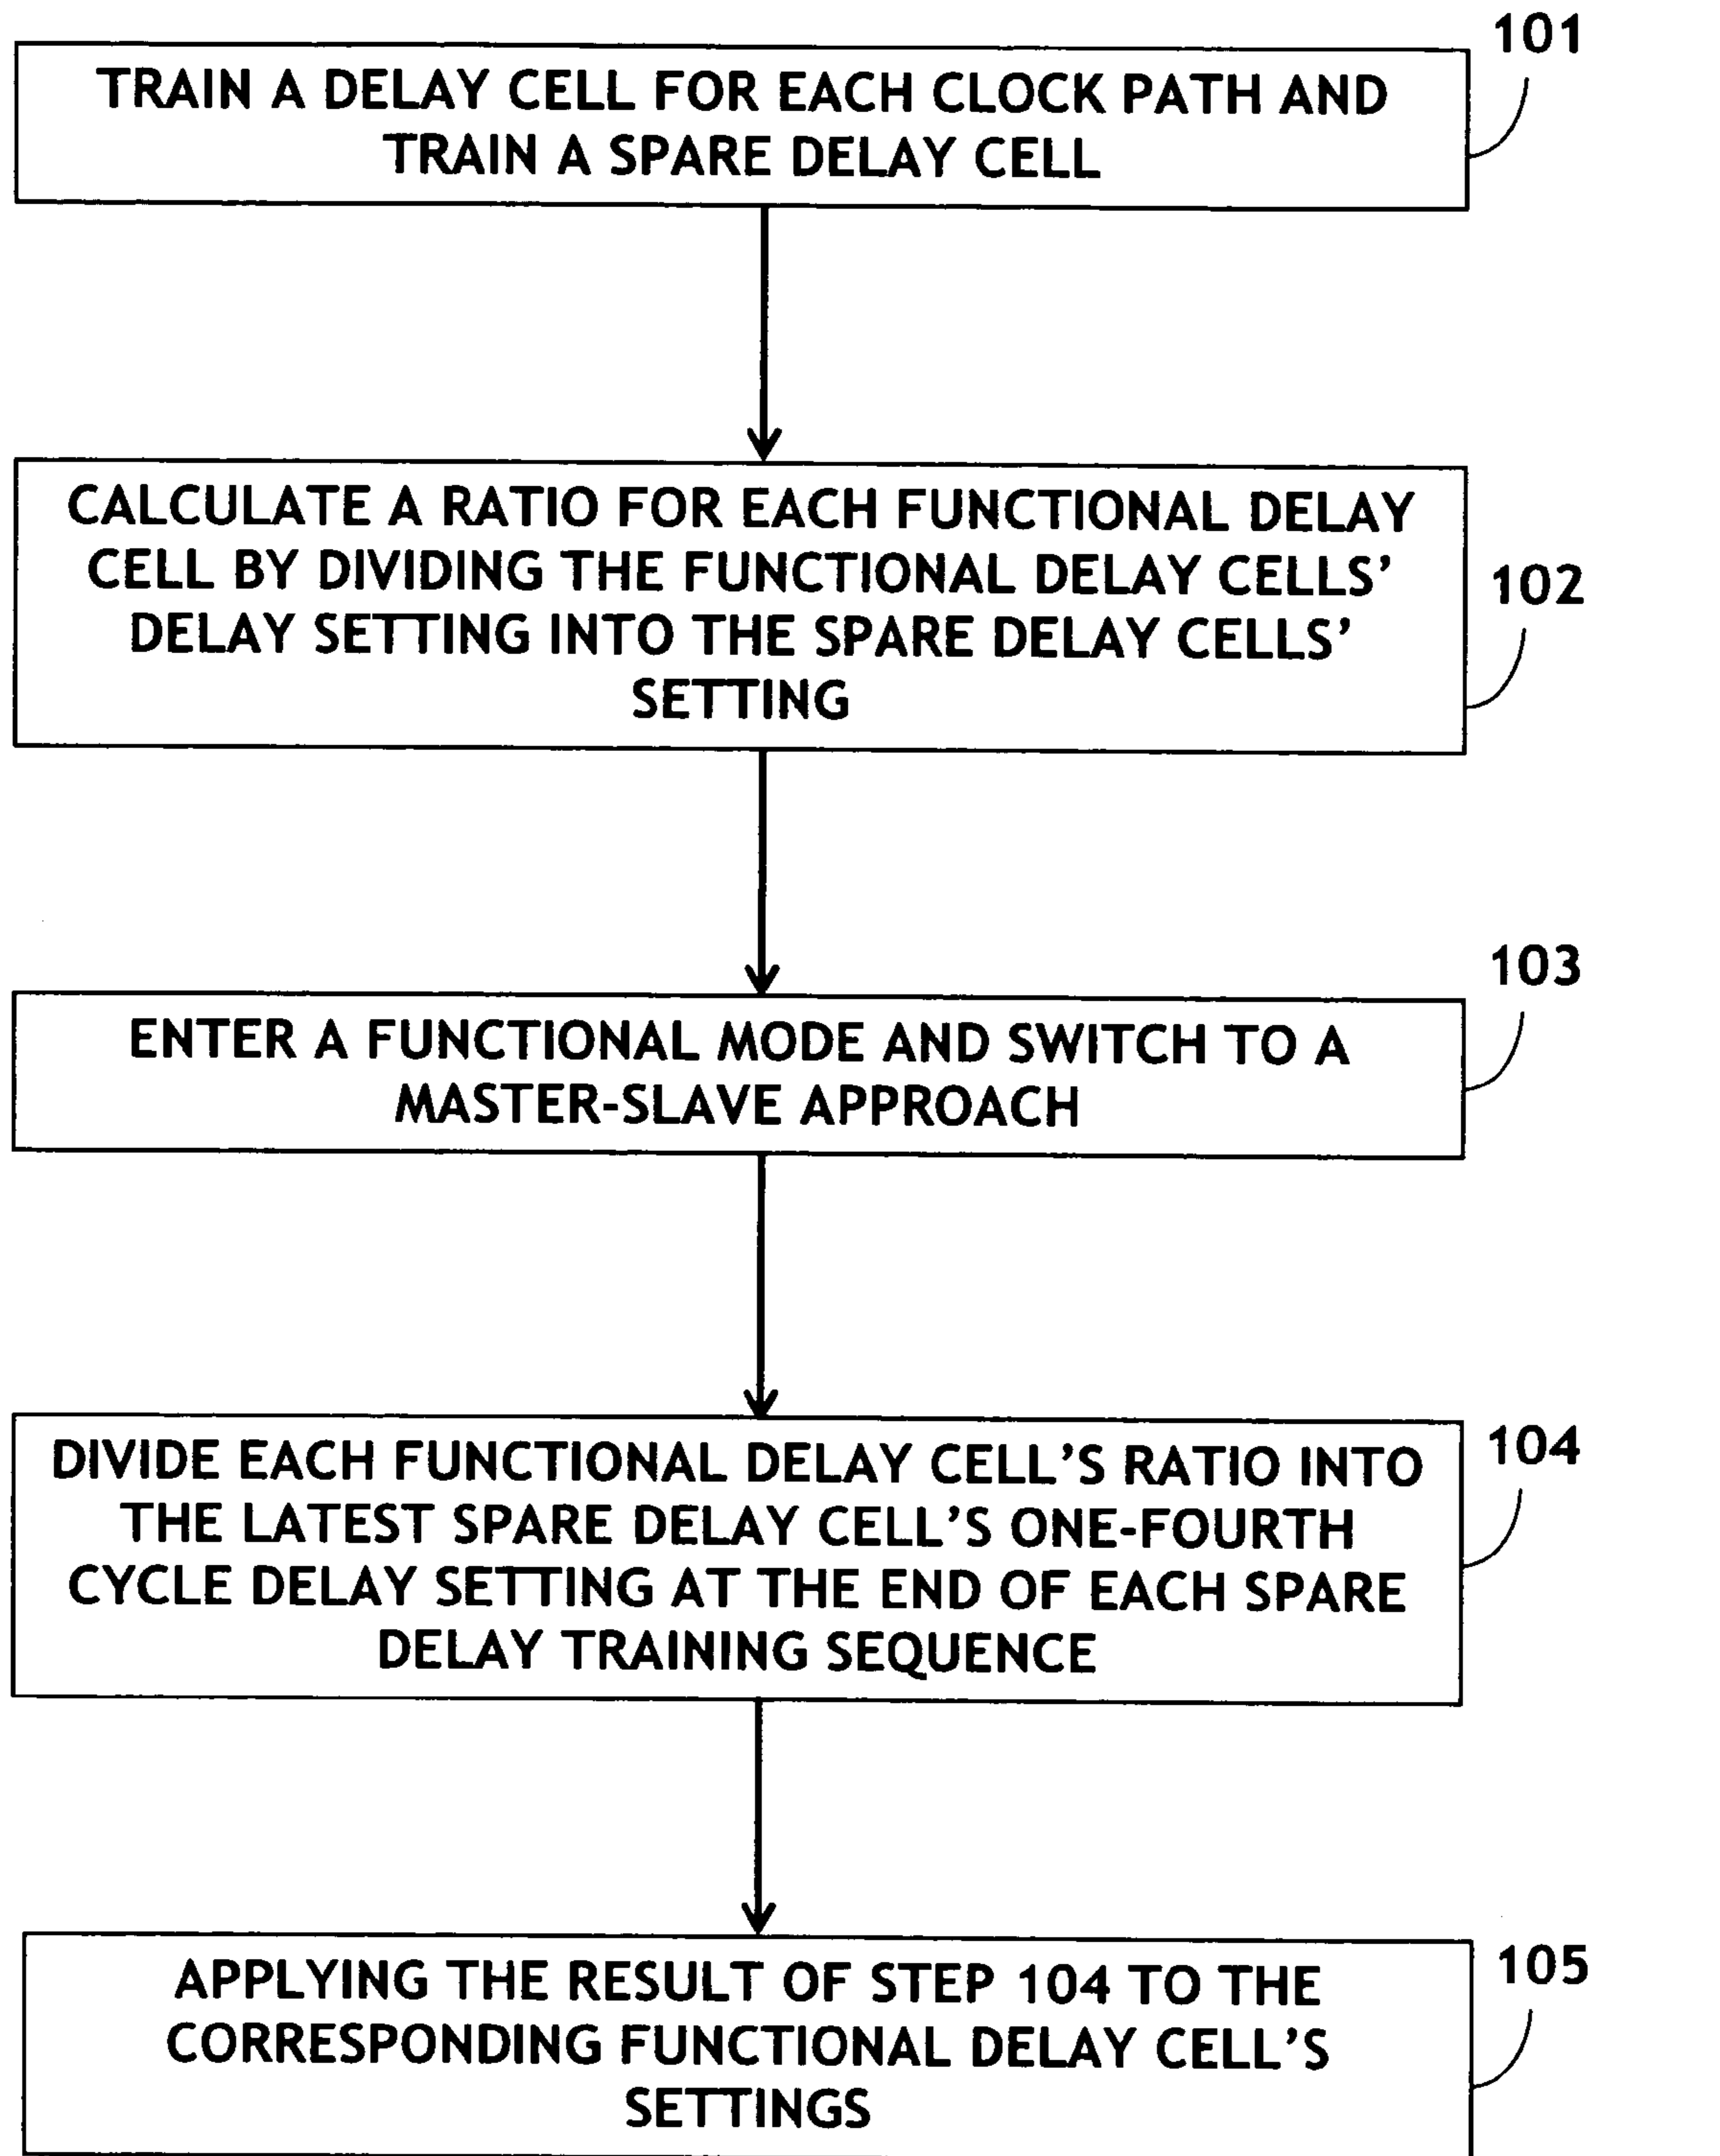 101
TRAIN A DELAY CELL FOR EACH CLOCK PATH AND
TRAIN A SPARE DELAY CELL
CALCULATE A RATIO FOR EACH FUNCTIONAL DELAY
CELL BY DIVIDING THE FUNCTIONAL DELAY CELLS’
DELAY SETTING INTO THE SPARE DELAY CELLS’
SETTING
102
103
ENTER A FUNCTIONAL MODE AND SWITCH TO A
MASTER-SLAVE APPROACH
104
DIVIDE EACH FUNCTIONAL DELAY CELL’S RATIO INTO
THE LATEST SPARE DELAY CELL’S ONE-FOURTH
CYCLE DELAY SETTING AT THE END OF EACH SPARE
DELAY TRAINING SEQUENCE
105
APPLYING THE RESULT OF STEP 104 TO THE
CORRESPONDING FUNCTIONAL DELAY CELL’S
SETTINGS